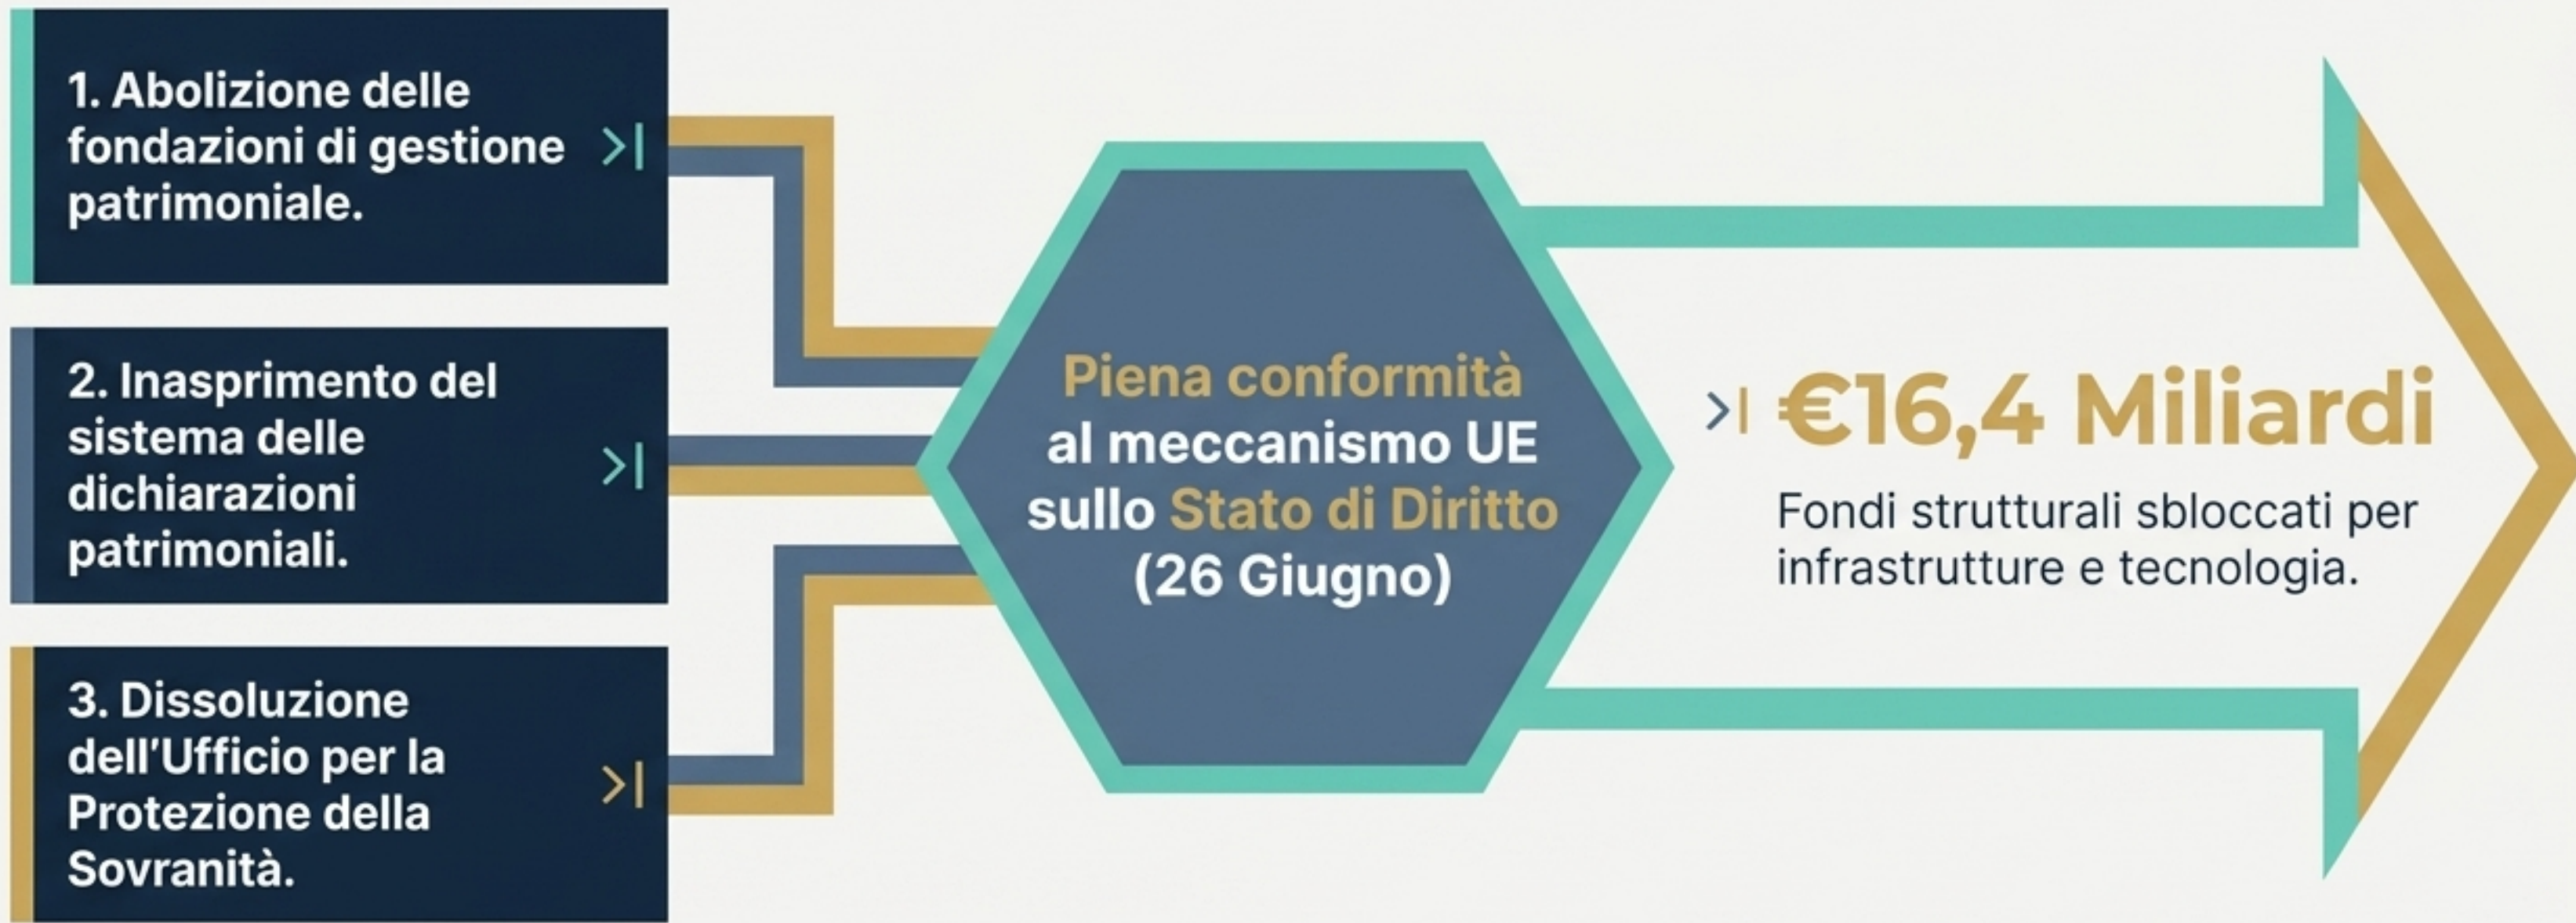 1. Abolizione delle
fondazioni di gestione
patrimoniale.
2. Inasprimento del
sistema delle
dichiarazioni
patrimoniali.
3. Dissoluzione
dell'Ufficio per la
Protezione della
Sovranità.
Piena conformità
al meccanismo UE
sullo Stato di Diritto
(26 Giugno)
€16,4 Miliardi
Fondi strutturali sbloccati per
infrastrutture e tecnologia.